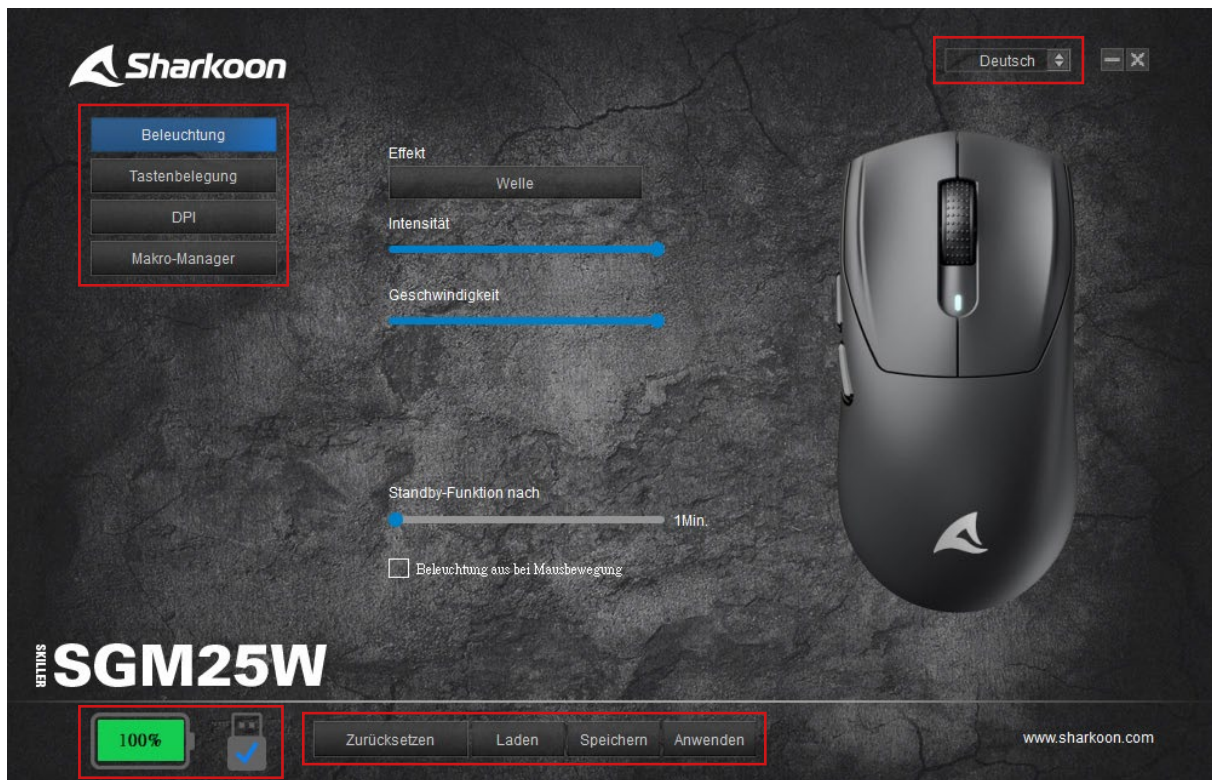 Sharkoon
Deutsch
Beleuchtung
Tastenbelegung
DPI
Makro-Manager
Effekt
Welle
Intensität
Geschwindigkeit
Standby-Funktion nach
1Min.
Beleuchtung aus bei Mausbewegung
SKILLER
SGM25W
100%
Zurücksetzen
Laden
Speichern
Anwenden
www.sharkoon.com